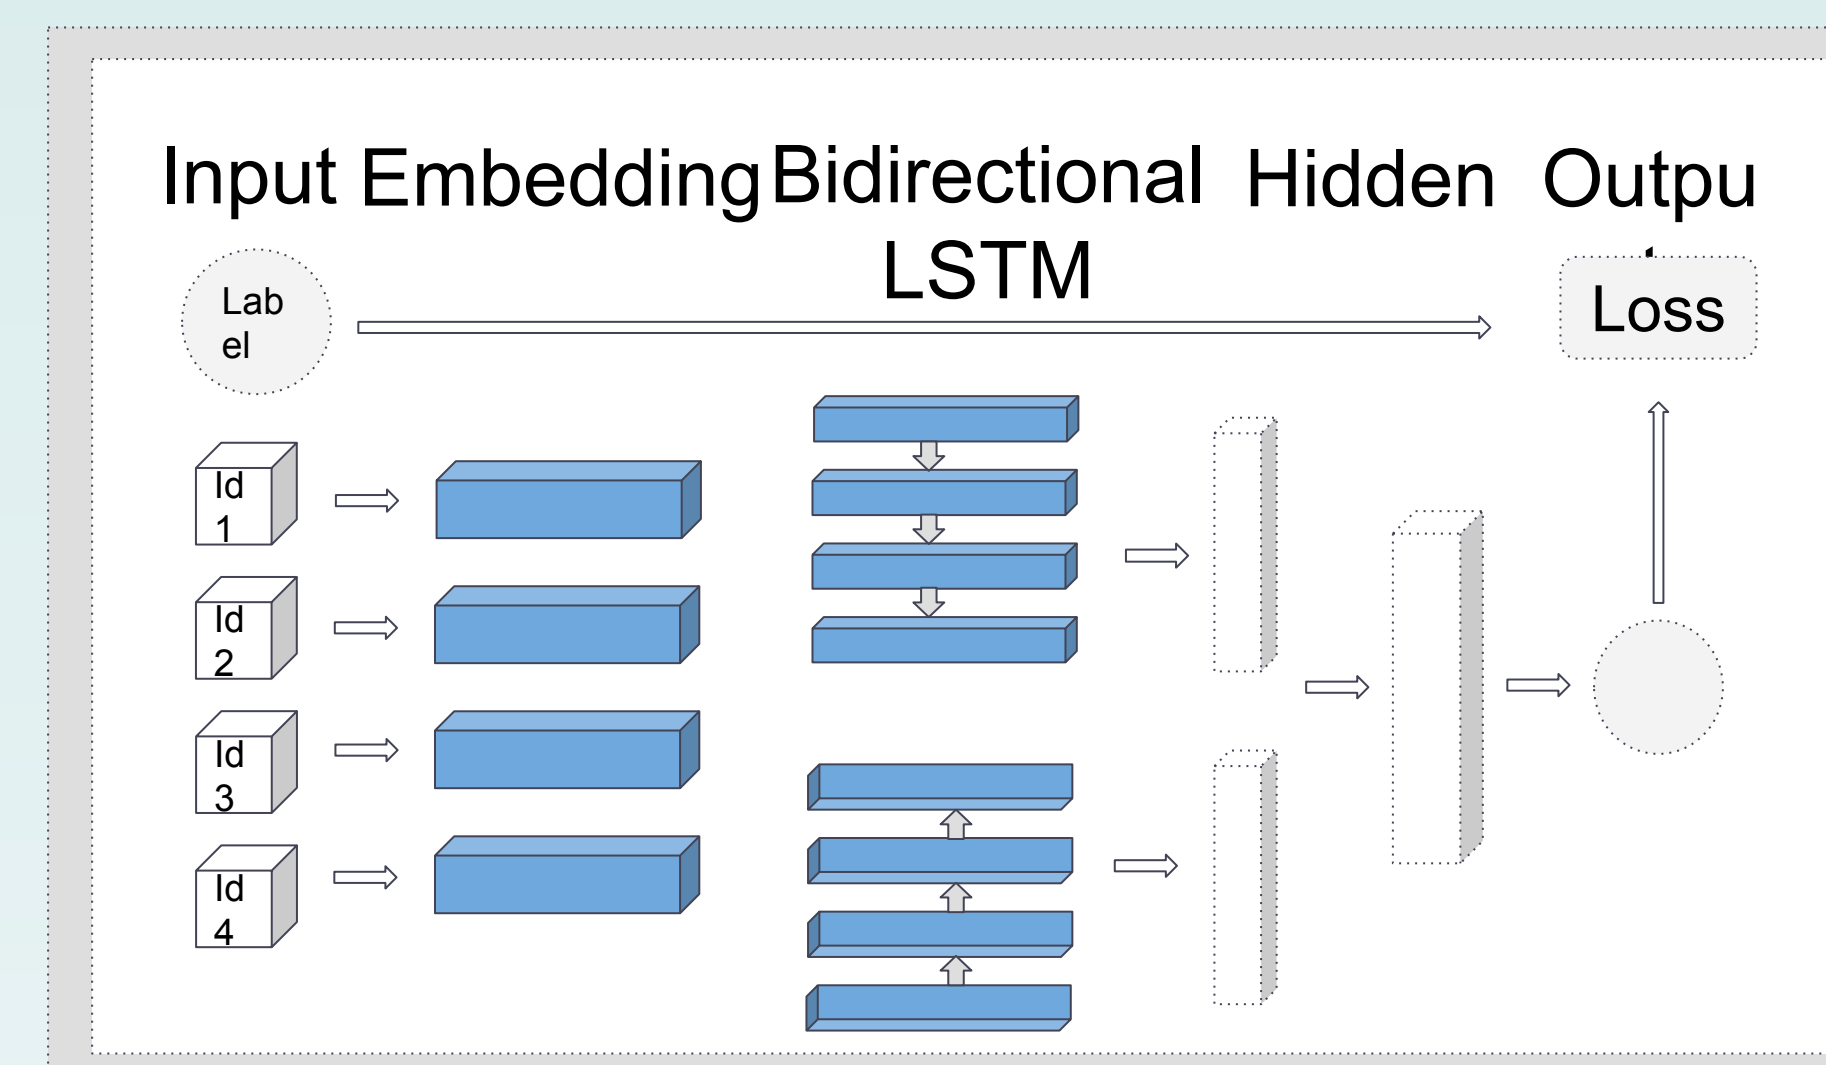 Input Embedding Bidirectional Hidden Outpu
LSTM
Lab
el
Loss
Id
1
Id
2
Id
3
Id
4